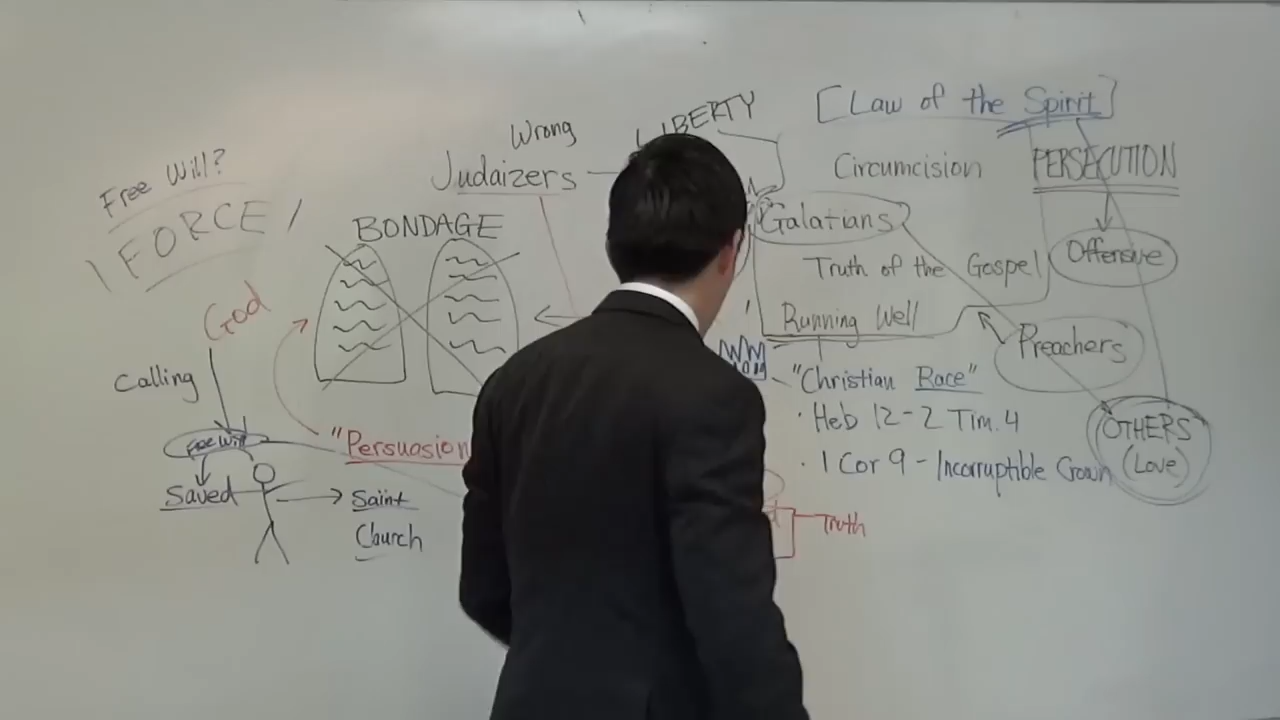 Free Will?
FORCE
God
Calling
Free Will
Saved
Saint
Church
BONDAGE
"Persuasion
Wrong
Judaizers
LIBERTY
[Law of the Spirit]
Circumcision
PERSECUTION
Galatians
Offensive
Truth of the Gospel
Running Well
Preachers
"Christian Race"
· Heb 12-2 Tim. 4
· 1 Cor 9 - Incorruptible Crown
OTHERS
(Love)
Truth